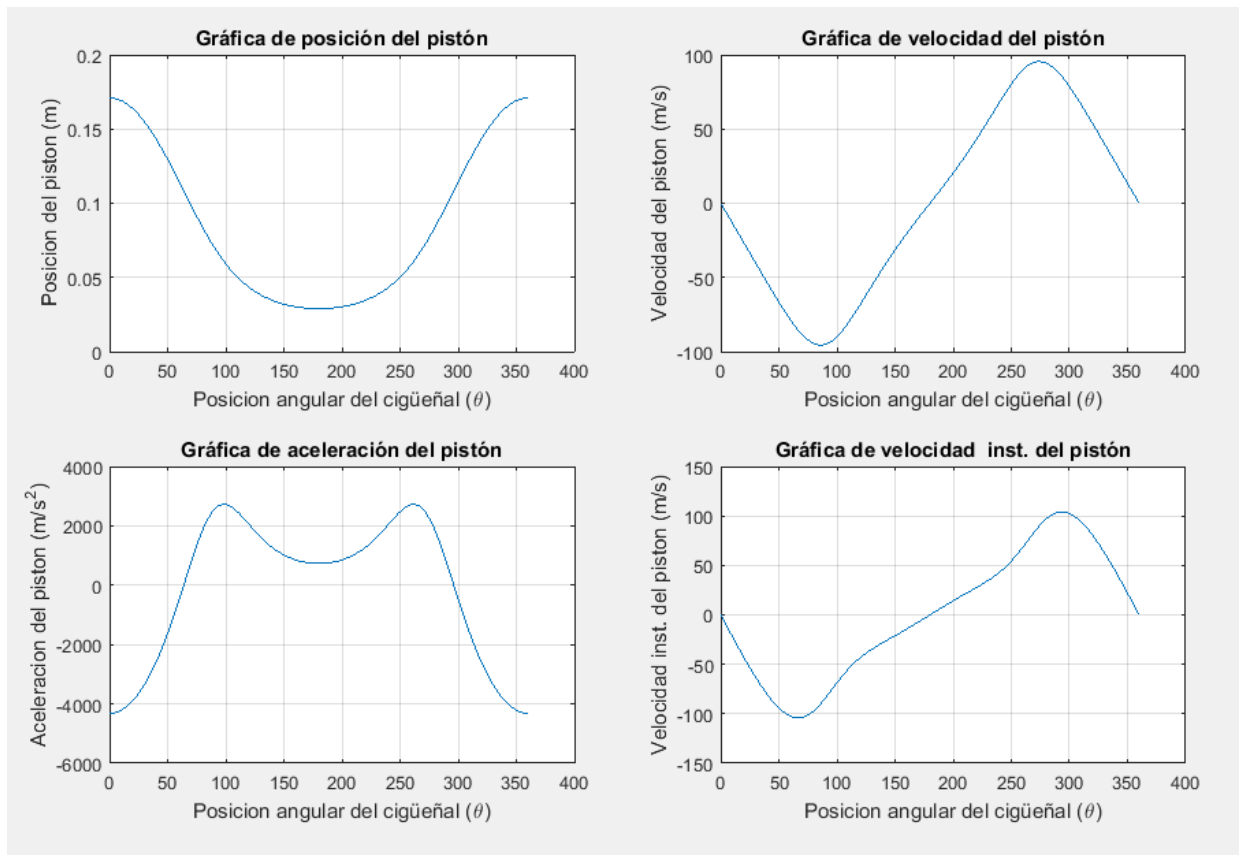 Gráfica de posición del pistón
Posicion del piston (m)
0.2
0.15
0.1
0.05
0
0 50 100 150 200 250 300 350 400
Posicion angular del cigüeñal (θ)
Gráfica de velocidad del pistón
Velocidad del piston (m/s)
100
50
0
-50
-100
0 50 100 150 200 250 300 350 400
Posicion angular del cigüeñal (θ)
Gráfica de aceleración del pistón
Aceleracion del piston (m/s²)
4000
2000
0
-2000
-4000
-6000
0 50 100 150 200 250 300 350 400
Posicion angular del cigüeñal (θ)
Gráfica de velocidad  inst. del pistón
Velocidad inst. del piston (m/s)
150
100
50
0
-50
-100
-150
0 50 100 150 200 250 300 350 400
Posicion angular del cigüeñal (θ)